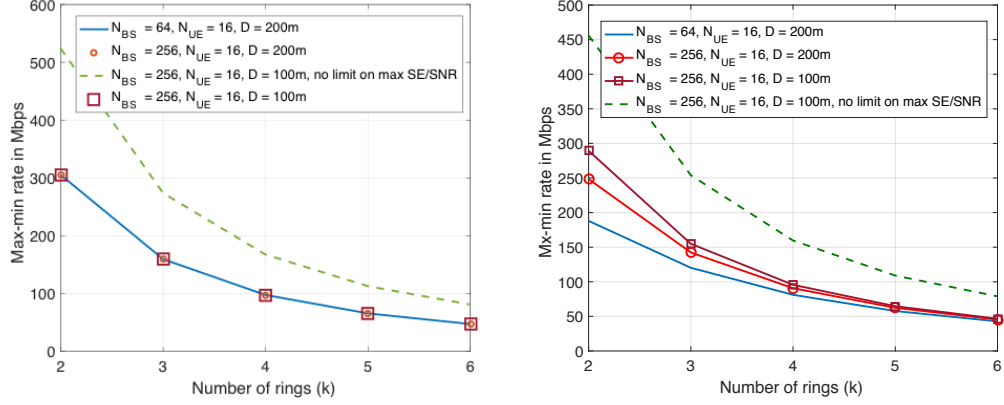 Max-min rate in Mbps
600
500
400
300
200
100
0
N_BS = 64, N_UE = 16, D = 200m
N_BS = 256, N_UE = 16, D = 200m
N_BS = 256, N_UE = 16, D = 100m, no limit on max SE/SNR
N_BS = 256, N_UE = 16, D = 100m
2 3 4 5 6
Number of rings (k)
Mx-min rate in Mbps
500
450
400
350
300
250
200
150
100
50
0
N_BS = 64, N_UE = 16, D = 200m
N_BS = 256, N_UE = 16, D = 200m
N_BS = 256, N_UE = 16, D = 100m
N_BS = 256, N_UE = 16, D = 100m, no limit on max SE/SNR
2 3 4 5 6
Number of rings (k)